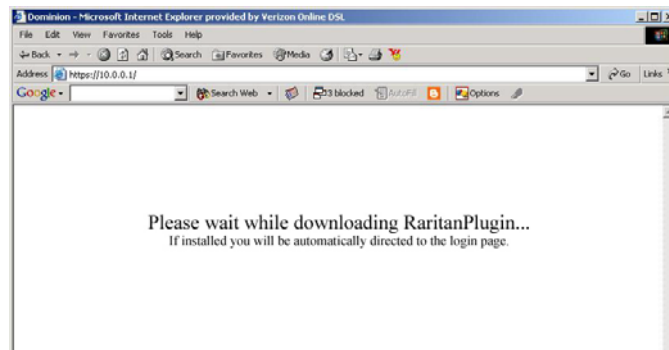 Dominion - Microsoft Internet Explorer provided by Verizon Online DSL
File Edit View Favorites Tools Help
Back Search Favorites Media
Address https://10.0.0.1/ Go Links
Google Search Web 53 blocked AutoFill Options
Please wait while downloading RaritanPlugin...
If installed you will be automatically directed to the login page.